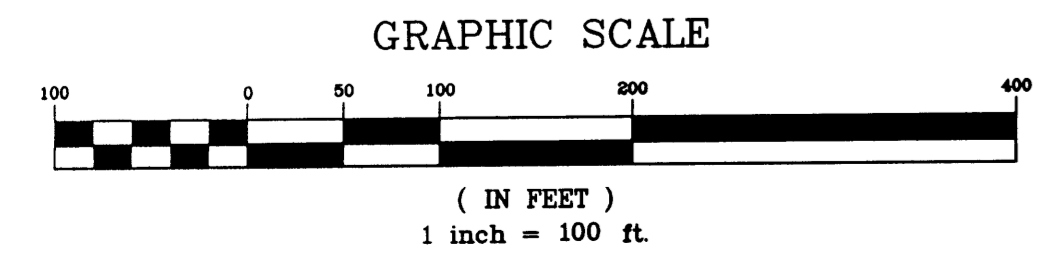 GRAPHIC SCALE
100 0 50 100 200 400
( IN FEET )
1 inch = 100 ft.